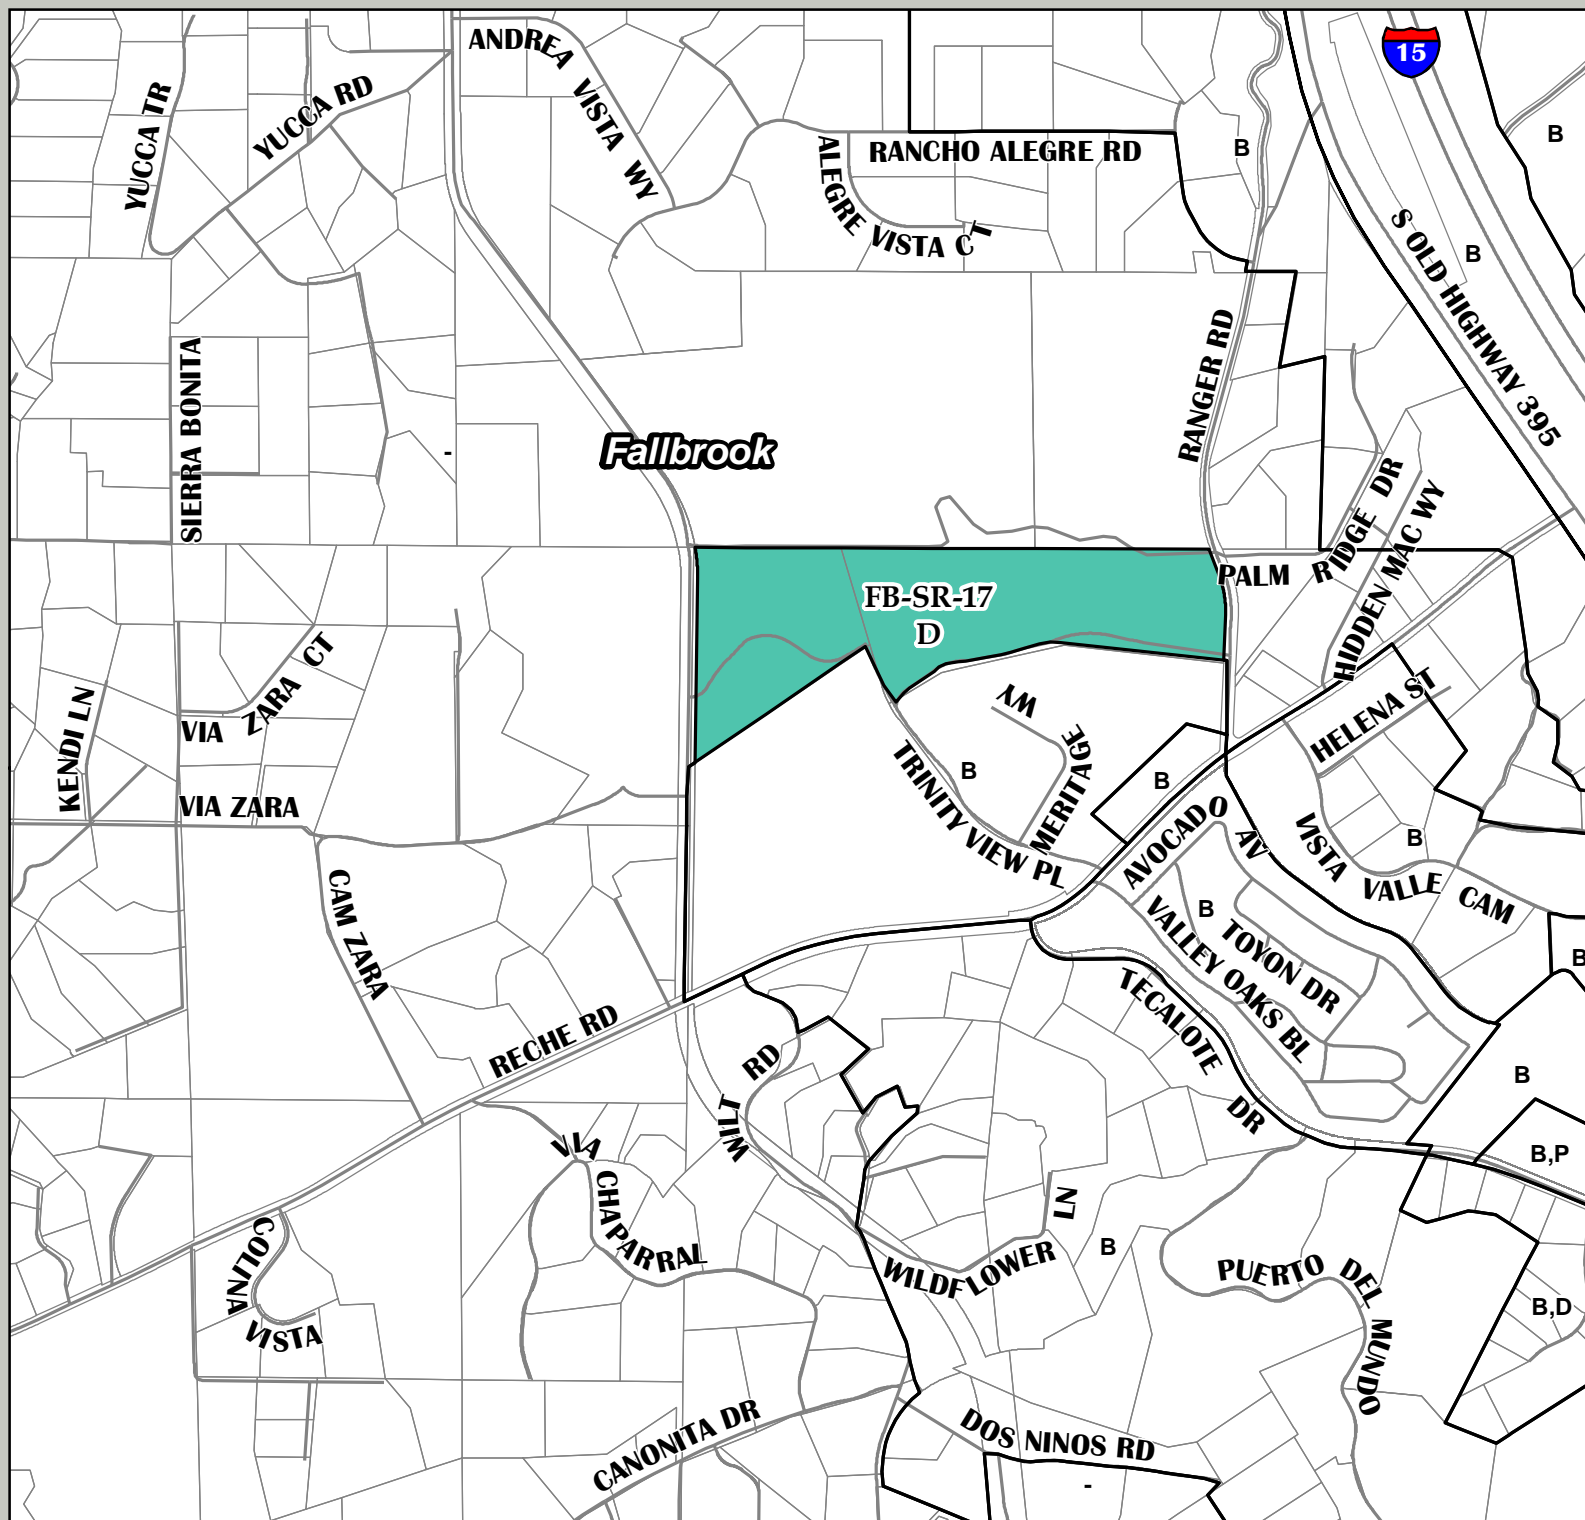 ANDREA VISTA WY
15
YUCCA TR
YUCCA RD
B
B
RANCHO ALEGRE RD
ALEGRE VISTA CT
B
S OLD HIGHWAY 395
SIERRA BONITA
RANGER RD
-
Fallbrook
PALM RIDGE DR
HIDDEN MAC WY
FB-SR-17
D
VIA ZARA CT
KENDI LN
HELENA ST
MERITAGE WY
TRINITY VIEW PL
B
B
VIA ZARA
AVOCADO AV
VISTA VALLE CAM
B
CAM ZARA
VALLEY OAKS BL
B
TOYON DR
B
TECALOTE DR
RECHE RD
WILT RD
B
VIA CHAPARRAL
B,P
COLINA VISTA
WILDFLOWER LN
B
PUERTO DEL MUNDO
B,D
CANONITA DR
DOS NINOS RD
-